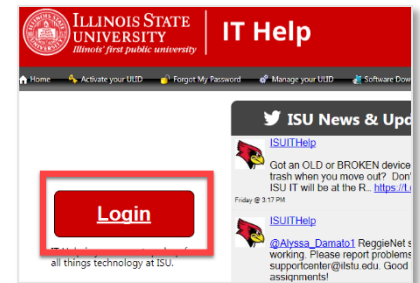 ILLINOIS STATE
UNIVERSITY
Illinois' first public university
IT Help
Home Activate your ULID Forgot My Password Manage your ULID Software Dow
ISU News & Upd
ISUITHelp
Got an OLD or BROKEN device
trash when you move out? Don'
ISU IT will be at the R.. https://t.
Friday @ 3:17 PM
Login
all things technology at ISU.
ISUITHelp
@Alyssa_Damato1 ReggieNet s
working. Please report problems
supportcenter@ilstu.edu. Good
assignments!